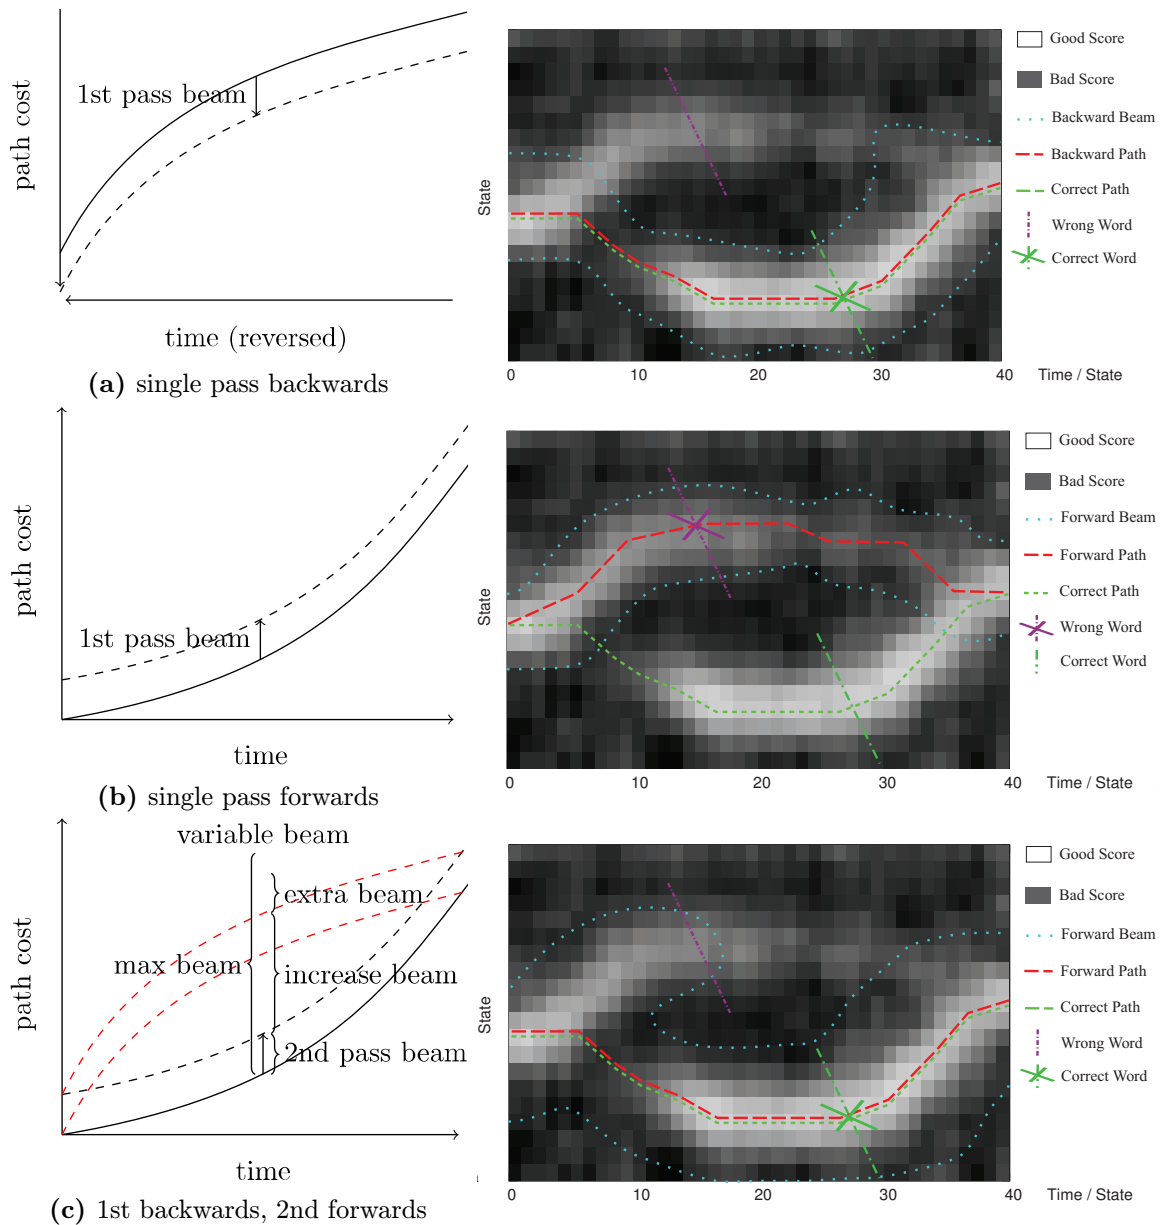 path cost
1st pass beam
time (reversed)
(a) single pass backwards
State
0 10 20 30 40 Time / State
Good Score
Bad Score
Backward Beam
Backward Path
Correct Path
Wrong Word
Correct Word
path cost
1st pass beam
time
(b) single pass forwards
State
0 10 20 30 40 Time / State
Good Score
Bad Score
Forward Beam
Forward Path
Correct Path
Wrong Word
Correct Word
path cost
variable beam
extra beam
max beam
increase beam
2nd pass beam
time
(c) 1st backwards, 2nd forwards
State
0 10 20 30 40 Time / State
Good Score
Bad Score
Forward Beam
Forward Path
Correct Path
Wrong Word
Correct Word